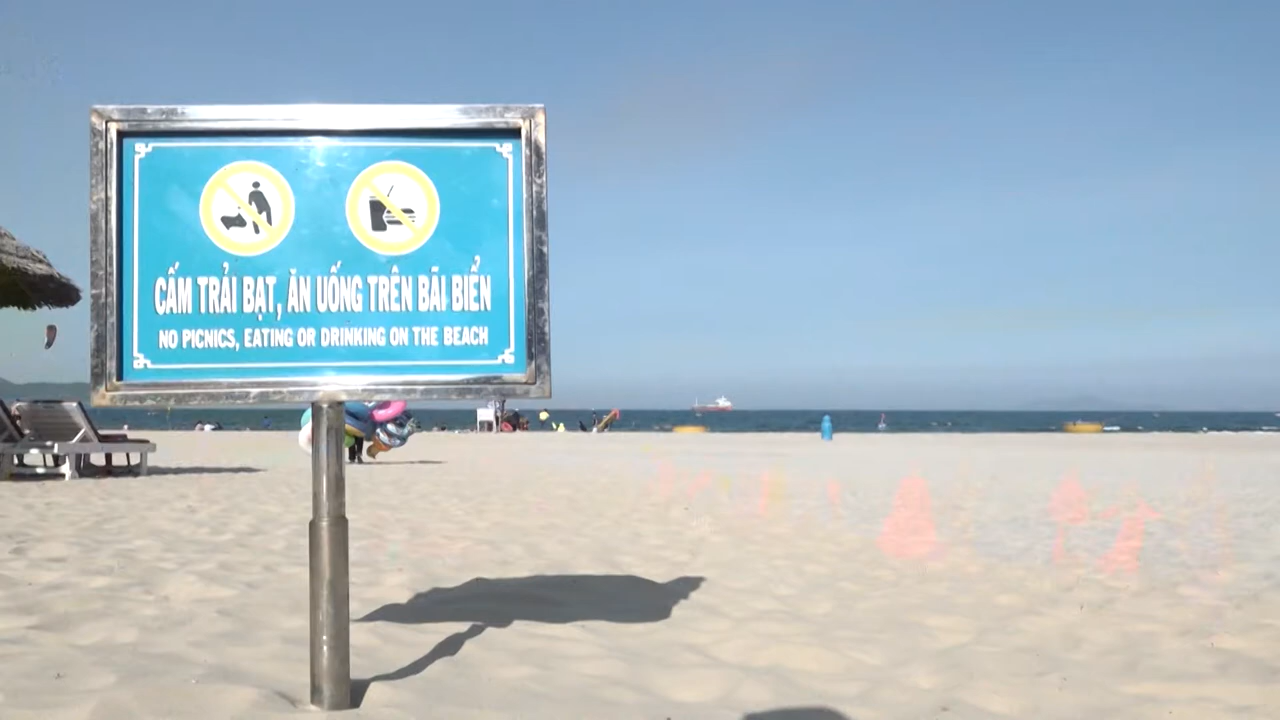 CẤM TRẢI BẠT, ĂN UỐNG TRÊN BÃI BIỂN
NO PICNICS, EATING OR DRINKING ON THE BEACH